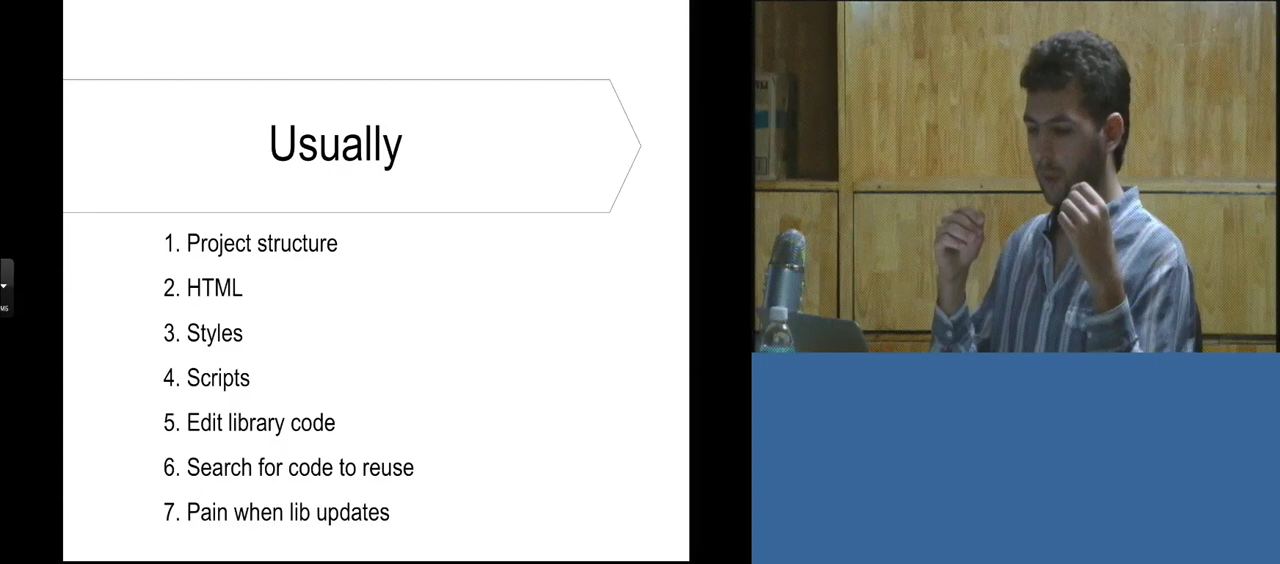 Usually
1. Project structure
2. HTML
3. Styles
4. Scripts
5. Edit library code
6. Search for code to reuse
7. Pain when lib updates
MS